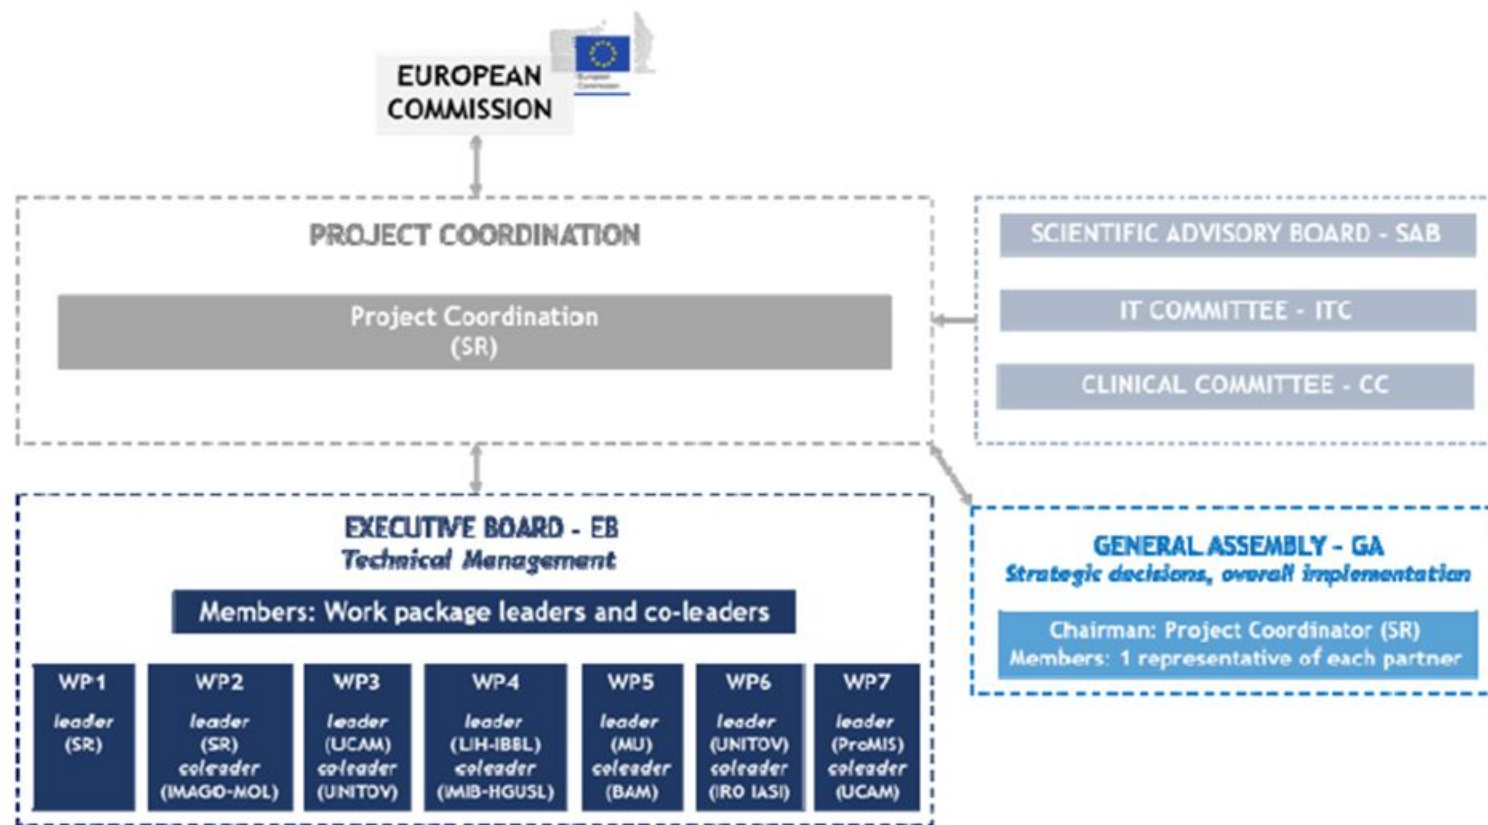 EUROPEAN
COMMISSION
European
Commission
PROJECT COORDINATION
Project Coordination
(SR)
SCIENTIFIC ADVISORY BOARD - SAB
IT COMMITTEE - ITC
CLINICAL COMMITTEE - CC
EXECUTIVE BOARD - EB
Technical Management
Members: Work package leaders and co-leaders
WP1
leader
(SR)
WP2
leader
(SR)
coleader
(IMAGO-MOL)
WP3
leader
(UCAM)
coleader
(UNITOV)
WP4
leader
(LIH-IBBL)
coleader
(IMIB-HGUSL)
WP5
leader
(MU)
coleader
(BAM)
WP6
leader
(UNITOV)
coleader
(IRO IASI)
WP7
leader
(ProMIS)
coleader
(UCAM)
GENERAL ASSEMBLY - GA
Strategic decisions, overall implementation
Chairman: Project Coordinator (SR)
Members: 1 representative of each partner